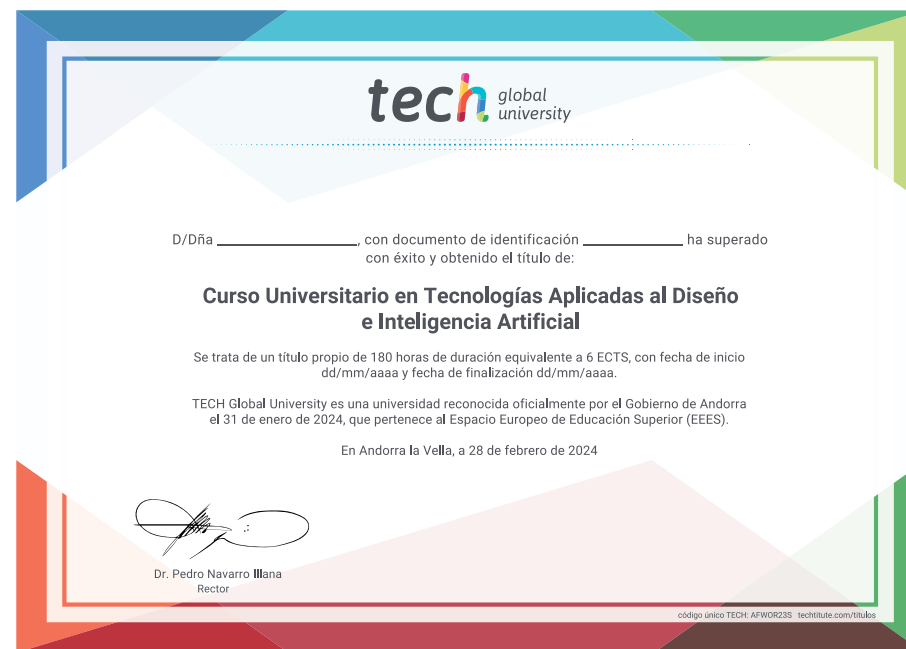 tech global university
D/Dña ____________, con documento de identificación ____________ ha superado
con éxito y obtenido el título de:
Curso Universitario en Tecnologías Aplicadas al Diseño
e Inteligencia Artificial
Se trata de un título propio de 180 horas de duración equivalente a 6 ECTS, con fecha de inicio
dd/mm/aaaa y fecha de finalización dd/mm/aaaa.
TECH Global University es una universidad reconocida oficialmente por el Gobierno de Andorra
el 31 de enero de 2024, que pertenece al Espacio Europeo de Educación Superior (EEES).
En Andorra la Vella, a 28 de febrero de 2024
Dr. Pedro Navarro Illana
Rector
código único TECH: AFWOR23S techtitute.com/titulos